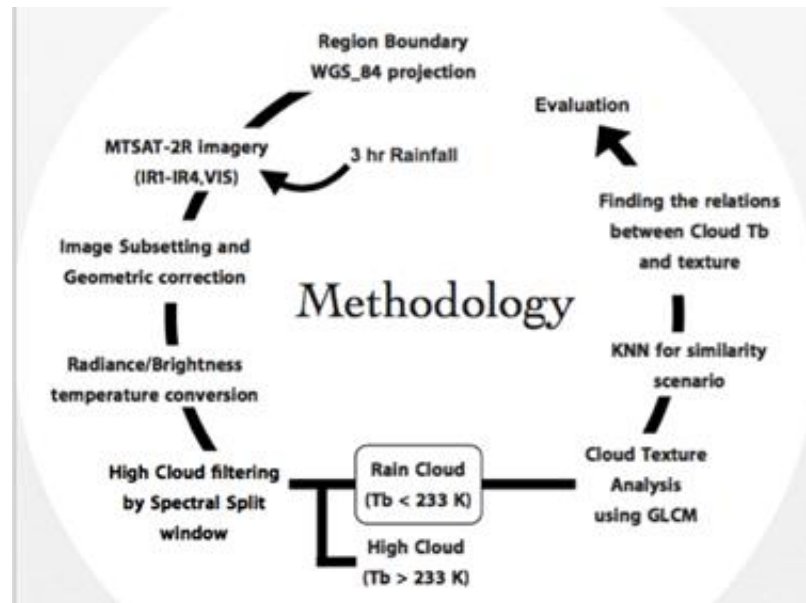 Region Boundary
WGS_84 projection
MTSAT-2R imagery
(IR1-IR4,VIS)
3 hr Rainfall
Image Subsetting and
Geometric correction
Radiance/Brightness
temperature conversion
High Cloud filtering
by Spectral Split
window
Rain Cloud
(Tb < 233 K)
High Cloud
(Tb > 233 K)
Cloud Texture
Analysis
using GLCM
KNN for similarity
scenario
Finding the relations
between Cloud Tb
and texture
Evaluation
Methodology